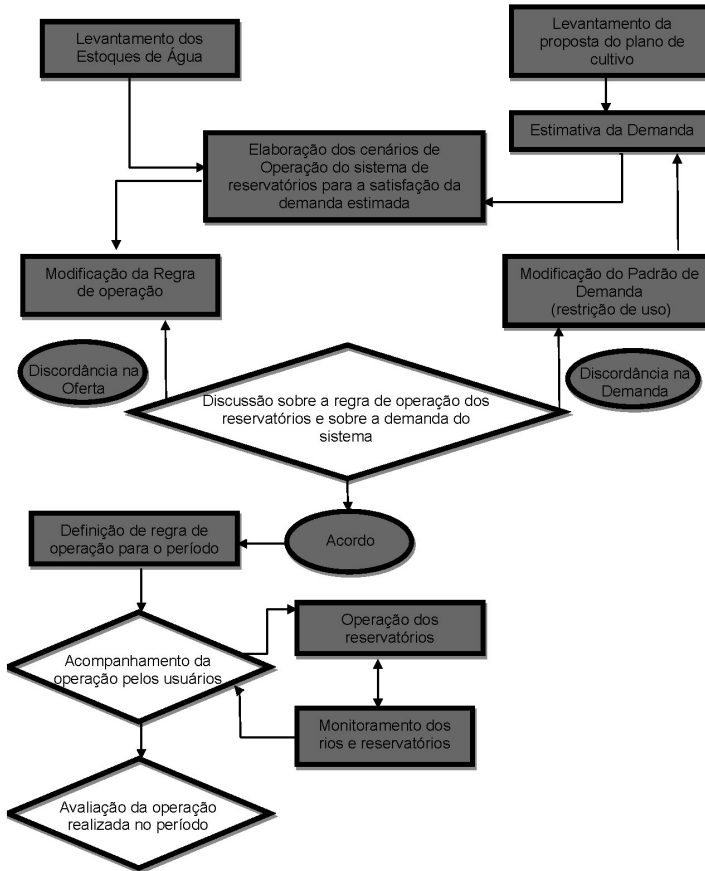 Levantamento dos
Estoques de Água
Levantamento da
proposta do plano de
cultivo
Estimativa da Demanda
Elaboração dos cenários de
Operação do sistema de
reservatórios para a satisfação da
demanda estimada
Modificação da Regra
de operação
Modificação do Padrão de
Demanda
(restrição de uso)
Discordância na
Oferta
Discordância na
Demanda
Discussão sobre a regra de operação dos
reservatórios e sobre a demanda do
sistema
Definição de regra de
operação para o período
Acordo
Operação dos
reservatórios
Acompanhamento da
operação pelos usuários
Monitoramento dos
rios e reservatórios
Avaliação da operação
realizada no período